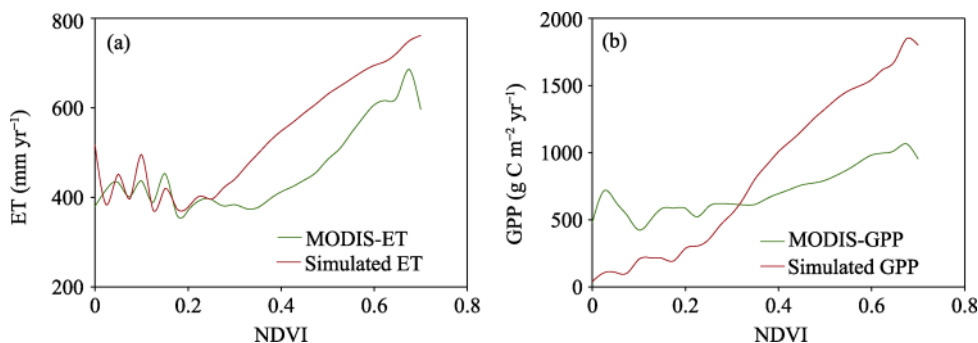 (a)
800
600
400
200
ET (mm yr⁻¹)
MODIS-ET
Simulated ET
0 0.2 0.4 0.6 0.8
NDVI
(b)
2000
1500
1000
500
0
GPP (g C m⁻² yr⁻¹)
MODIS-GPP
Simulated GPP
0 0.2 0.4 0.6 0.8
NDVI